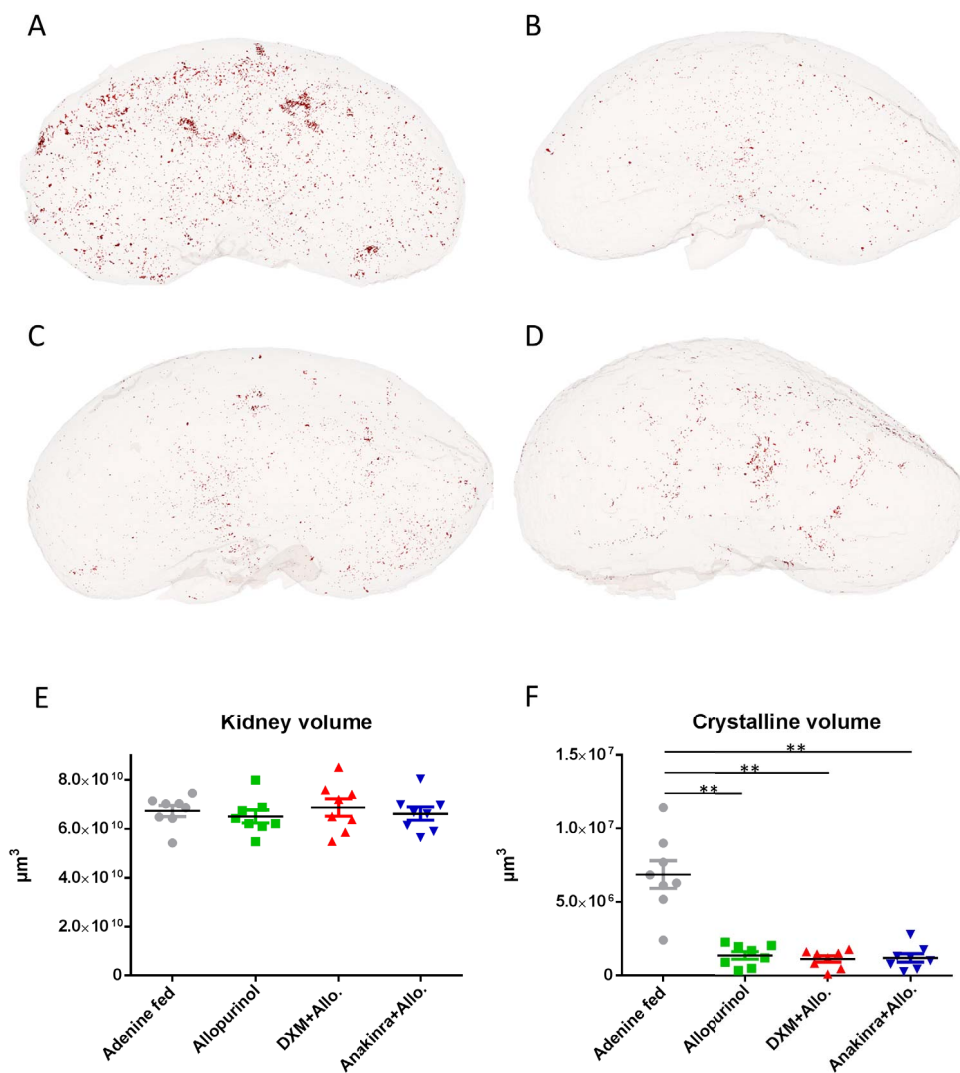 A
B
C
D
E
Kidney volume
8.0×10¹⁰
6.0×10¹⁰
4.0×10¹⁰
2.0×10¹⁰
0
µm³
Adenine fed
Allopurinol
DXM+Allo.
Anakinra+Allo.
F
Crystalline volume
1.5×10⁷
1.0×10⁷
5.0×10⁶
0
µm³
**
**
**
Adenine fed
Allopurinol
DXM+Allo.
Anakinra+Allo.